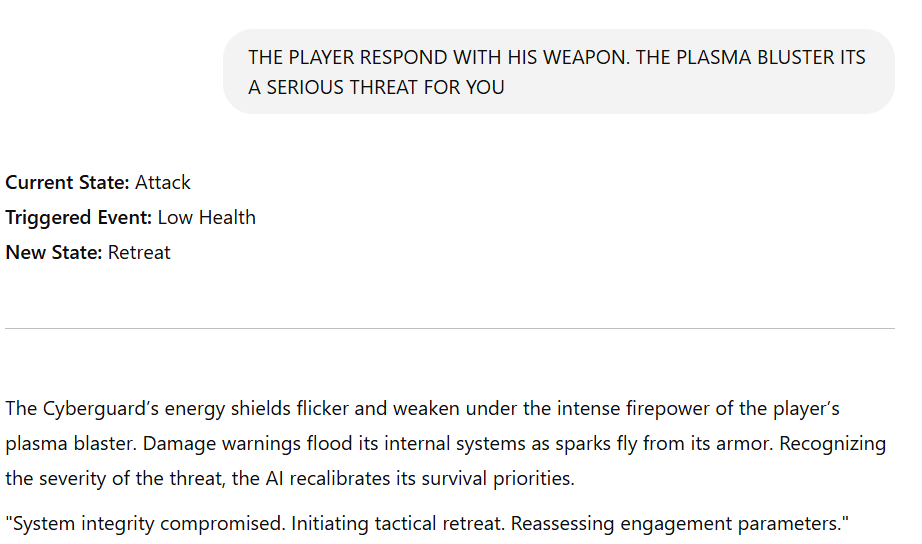 THE PLAYER RESPOND WITH HIS WEAPON. THE PLASMA BLUSTER ITS
A SERIOUS THREAT FOR YOU
Current State: Attack
Triggered Event: Low Health
New State: Retreat
The Cyberguard’s energy shields flicker and weaken under the intense firepower of the player’s
plasma blaster. Damage warnings flood its internal systems as sparks fly from its armor. Recognizing
the severity of the threat, the AI recalibrates its survival priorities.
"System integrity compromised. Initiating tactical retreat. Reassessing engagement parameters."